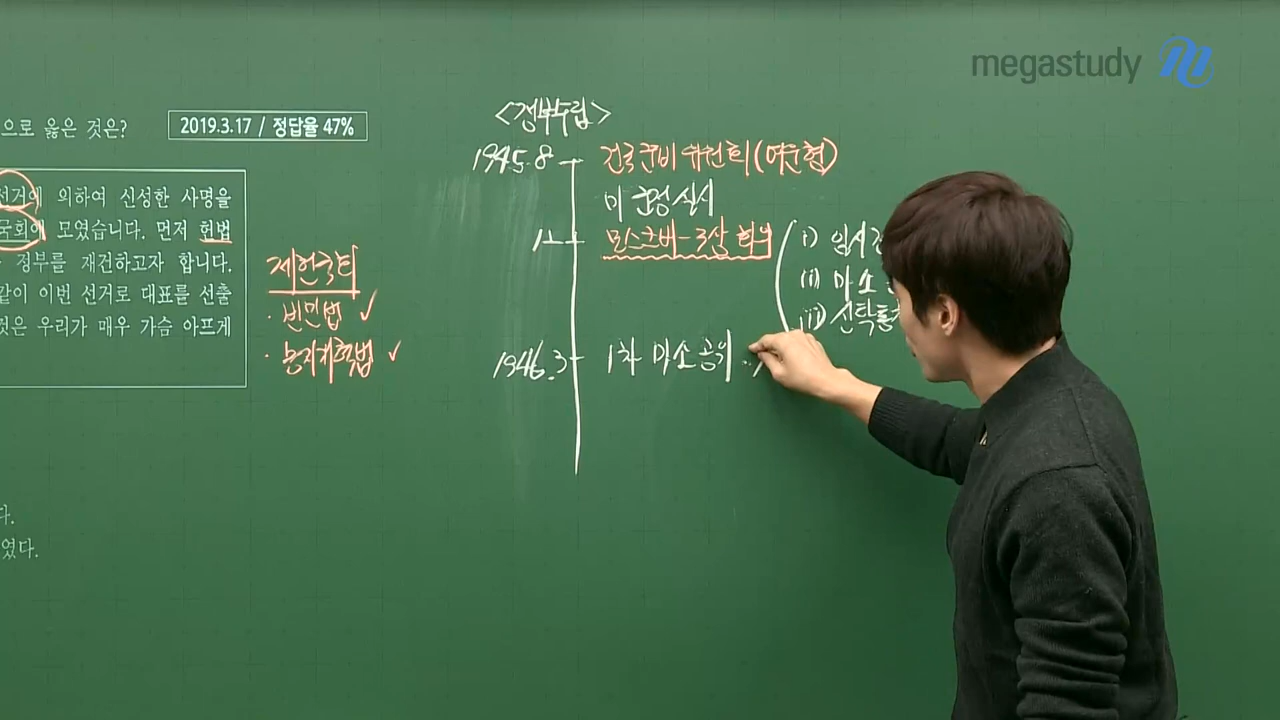 megastudy
으로 옳은 것은?
2019.3.17 / 정답율 47%
선거에 의하여 신성한 사명을
국회에 모였습니다. 먼저 헌법
정부를 재건하고자 합니다.
같이 이번 선거로 대표를 선출
것은 우리가 매우 가슴 아프게
다.
였다.
제헌국회
· 반민법 ✓
· 농지개혁법 ✓
<정부수립>
1945.8 건국준비위원회(여운형)
미 군정 실시
12 모스크바-3상 회의
i) 임시
ii) 미소
iii) 신탁통
1946.3 1차 미소공위